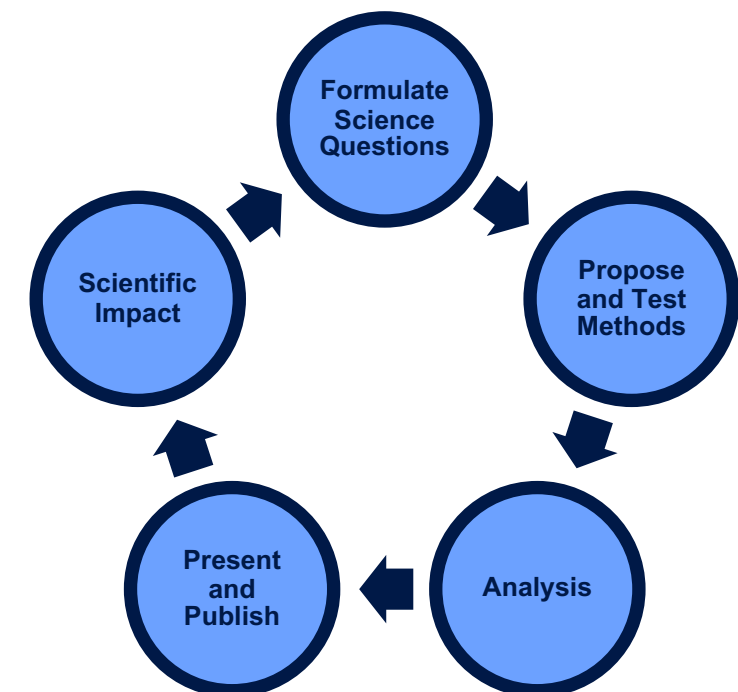 Formulate
Science
Questions
Propose
and Test
Methods
Analysis
Present
and
Publish
Scientific
Impact